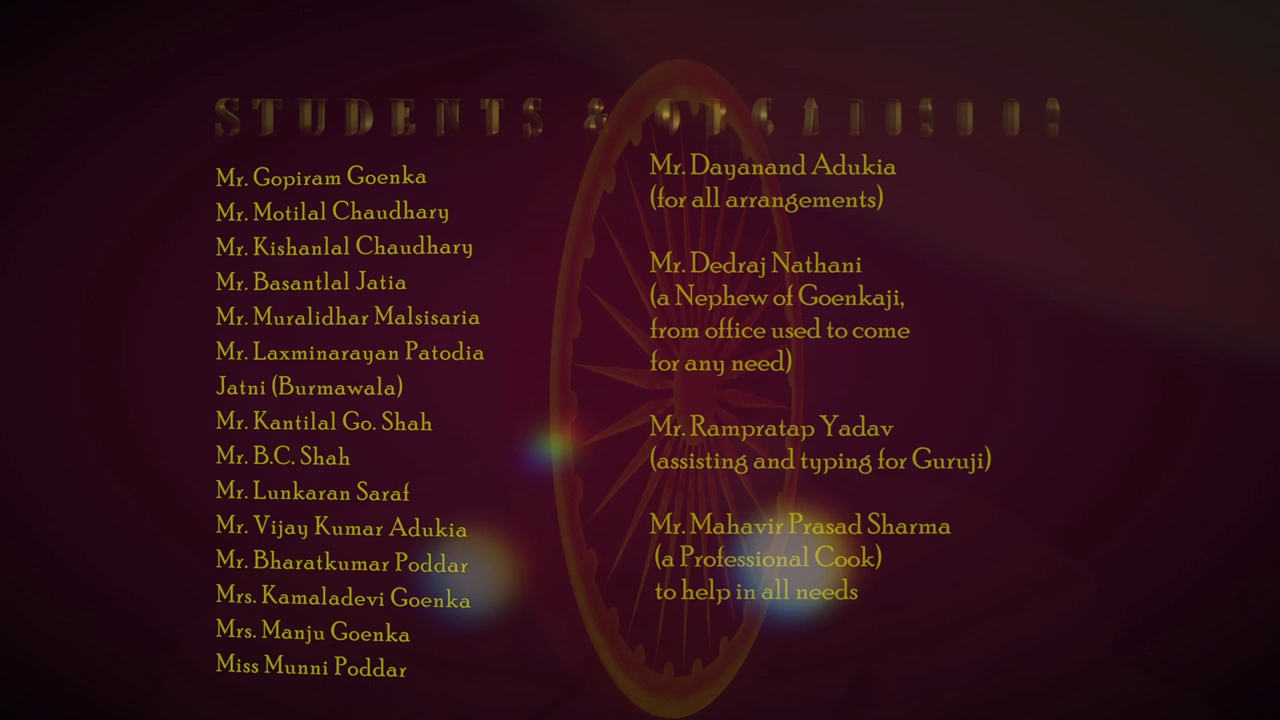 STUDENTS &
Mr. Gopiram Goenka
Mr. Motilal Chaudhary
Mr. Kishanlal Chaudhary
Mr. Basantlal Jatia
Mr. Muralidhar Malsisaria
Mr. Laxminarayan Patodia
Jatni (Burmawala)
Mr. Kantilal Go. Shah
Mr. B.C. Shah
Mr. Lunkaran Saraf
Mr. Vijay Kumar Adukia
Mr. Bharatkumar Poddar
Mrs. Kamaladevi Goenka
Mrs. Manju Goenka
Miss Munni Poddar
Mr. Dayanand Adukia
(for all arrangements)
Mr. Dedraj Nathani
(a Nephew of Goenkaji,
from office used to come
for any need)
Mr. Rampratap Yadav
(assisting and typing for Guruji)
Mr. Mahavir Prasad Sharma
(a Professional Cook)
to help in all needs